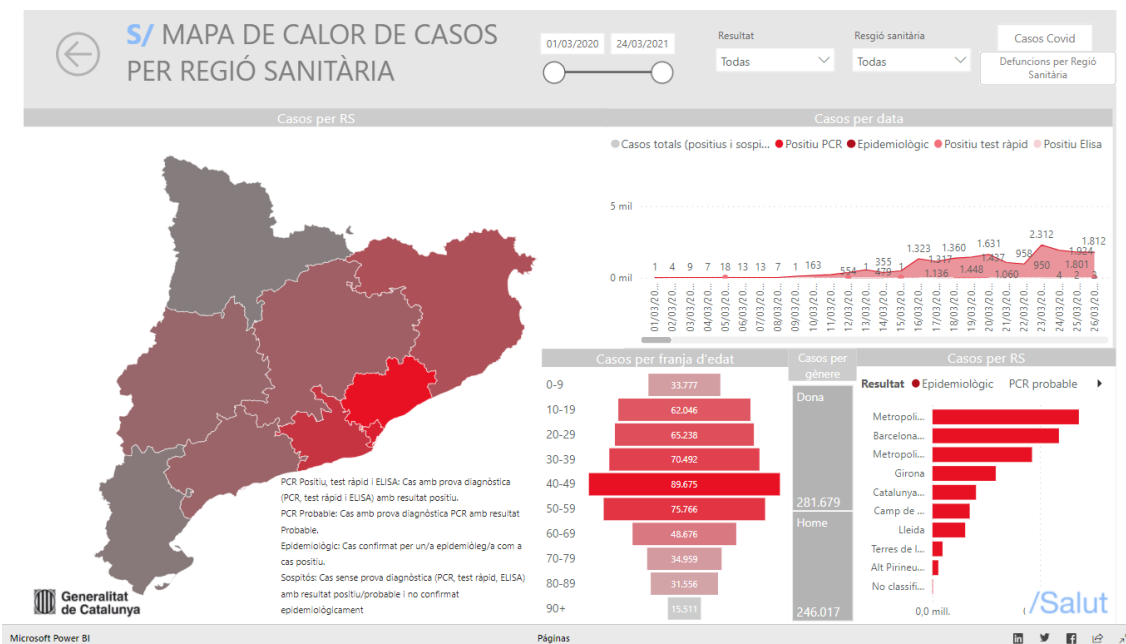 S/ MAPA DE CALOR DE CASOS
PER REGIÓ SANITÀRIA
01/03/2020
24/03/2021
Resultat
Todas
Resgió sanitària
Todas
Casos Covid
Defuncions per Regió
Sanitària
Casos per RS
Casos per data
Casos totals (positius i sospi...
Positiu PCR
Epidemiològic
Positiu test ràpid
Positiu Elisa
5 mil
0 mil
1 4 9 7 18 13 13 7 1 163 554 1 355 479 1.323 1.317 1.136 1.360 1.448 1.631 1.437 1.060 958 2.312 950 4 1.924 1.801 2 1.812 3
01/03/20...
02/03/20...
03/03/20...
04/03/20...
05/03/20...
06/03/20...
07/03/20...
08/03/20...
09/03/20...
10/03/20...
11/03/20...
12/03/20...
13/03/20...
14/03/20...
15/03/20...
16/03/20...
17/03/20...
18/03/20...
19/03/20...
20/03/20...
21/03/20...
22/03/20...
23/03/20...
24/03/20...
25/03/20...
26/03/20...
PCR Positiu, test ràpid i ELISA: Cas amb prova diagnòstica
(PCR, test ràpid i ELISA) amb resultat positiu.
PCR Probable: Cas amb prova diagnòstica PCR amb resultat
Probable.
Epidemiològic: Cas confirmat per un/a epidemiòleg/a com a
cas positiu.
Sospitós: Cas sense prova diagnòstica (PCR, test ràpid, ELISA)
amb resultat positiu/probable i no confirmat
epidemiològicament
Generalitat
de Catalunya
Casos per franja d'edat
0-9 33.777
10-19 62.046
20-29 65.238
30-39 70.492
40-49 89.675
50-59 75.766
60-69 48.676
70-79 34.959
80-89 31.556
90+ 15.511
Casos per
gènere
Dona
281.679
Home
246.017
Casos per RS
Resultat
Epidemiològic
PCR probable
Metropoli...
Barcelona...
Metropoli...
Girona
Catalunya...
Camp de ...
Lleida
Terres de l...
Alt Pirineu...
No classifi...
0,0 mill.
/Salut
Microsoft Power BI
Páginas